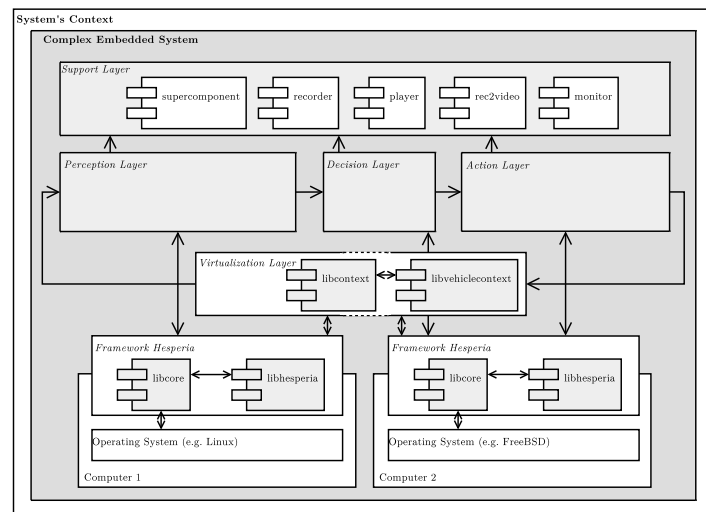 System's Context
Complex Embedded System
Support Layer
supercomponent
recorder
player
rec2video
monitor
Perception Layer
Decision Layer
Action Layer
Virtualization Layer
libcontext
libvehiclecontext
Framework Hesperia
libcore
libhesperia
Operating System (e.g. Linux)
Computer 1
Framework Hesperia
libcore
libhesperia
Operating System (e.g. FreeBSD)
Computer 2